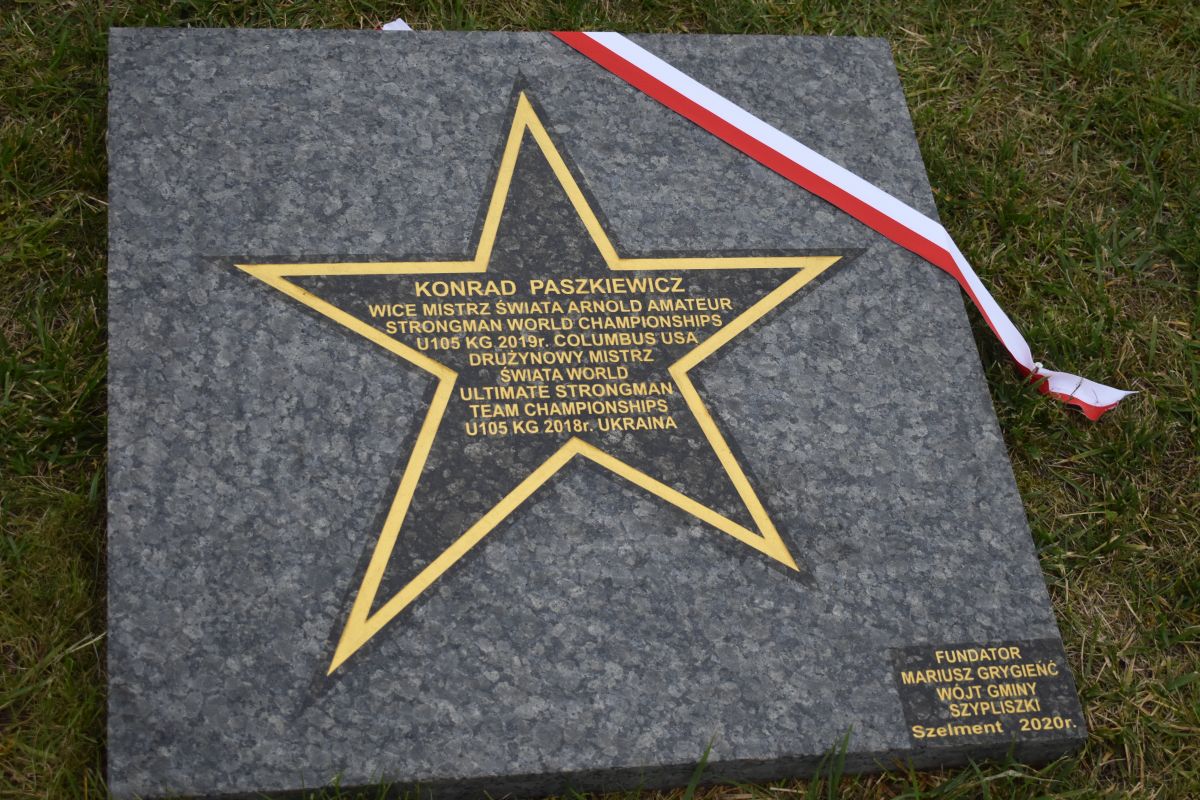 KONRAD PASZKIEWICZ
WICE MISTRZ ŚWIATA ARNOLD AMATEUR
STRONGMAN WORLD CHAMPIONSHIPS
U105 KG 2019r. COLUMBUS USA
DRUŻYNOWY MISTRZ
ŚWIATA WORLD
ULTIMATE STRONGMAN
TEAM CHAMPIONSHIPS
U105 KG 2018r. UKRAINA
FUNDATOR
MARIUSZ GRYGIEŃĆ
WÓJT GMINY
SZYPLISZKI
Szelment 2020r.